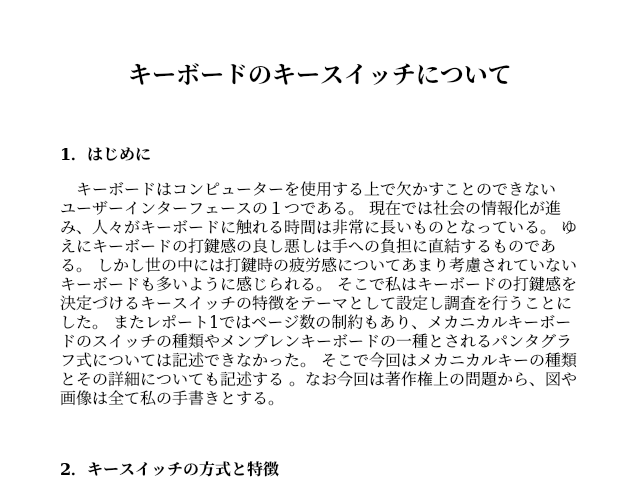 キーボードのキースイッチについて
1. はじめに
　キーボードはコンピューターを使用する上で欠かすことのできない
ユーザーインターフェースの１つである。 現在では社会の情報化が進
み、人々がキーボードに触れる時間は非常に長いものとなっている。 ゆ
えにキーボードの打鍵感の良し悪しは手への負担に直結するものであ
る。 しかし世の中には打鍵時の疲労感についてあまり考慮されていない
キーボードも多いように感じられる。 そこで私はキーボードの打鍵感を
決定づけるキースイッチの特徴をテーマとして設定し調査を行うことに
した。 またレポート1ではページ数の制約もあり、メカニカルキーボー
ドのスイッチの種類やメンブレンキーボードの一種とされるパンタグラ
フ式については記述できなかった。 そこで今回はメカニカルキーの種類
とその詳細についても記述する 。なお今回は著作権上の問題から、図や
画像は全て私の手書きとする。
2. キースイッチの方式と特徴